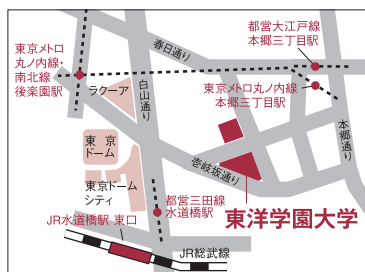 都営大江戸線
本郷三丁目駅
春日通り
東京メトロ
丸ノ内線・
南北線
後楽園駅
ラクーア
白山通り
東京メトロ丸ノ内線
本郷三丁目駅
本郷通り
東京
ドーム
壱岐坂通り
東京ドーム
シティ
都営三田線
水道橋駅
東洋学園大学
JR水道橋駅 東口
JR総武線